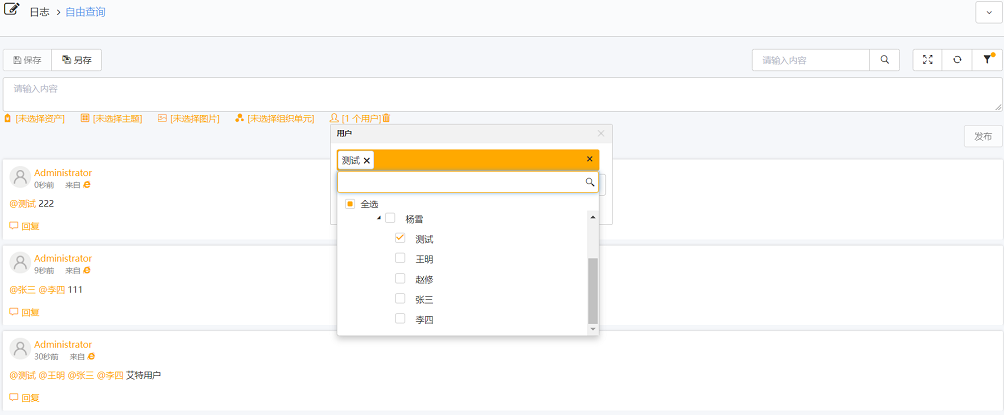 日志 > 自由查询
保存 另存 请输入内容
请输入内容
[未选择资产] [未选择主题] [未选择图片] [未选择组织单元] [1 个用户]
发布
用户
测试
全选
杨雪
测试
王明
赵修
张三
李四
Administrator
0秒前 来自
@测试 222
回复
Administrator
9秒前 来自
@张三 @李四 111
回复
Administrator
30秒前 来自
@测试 @王明 @张三 @李四 艾特用户
回复